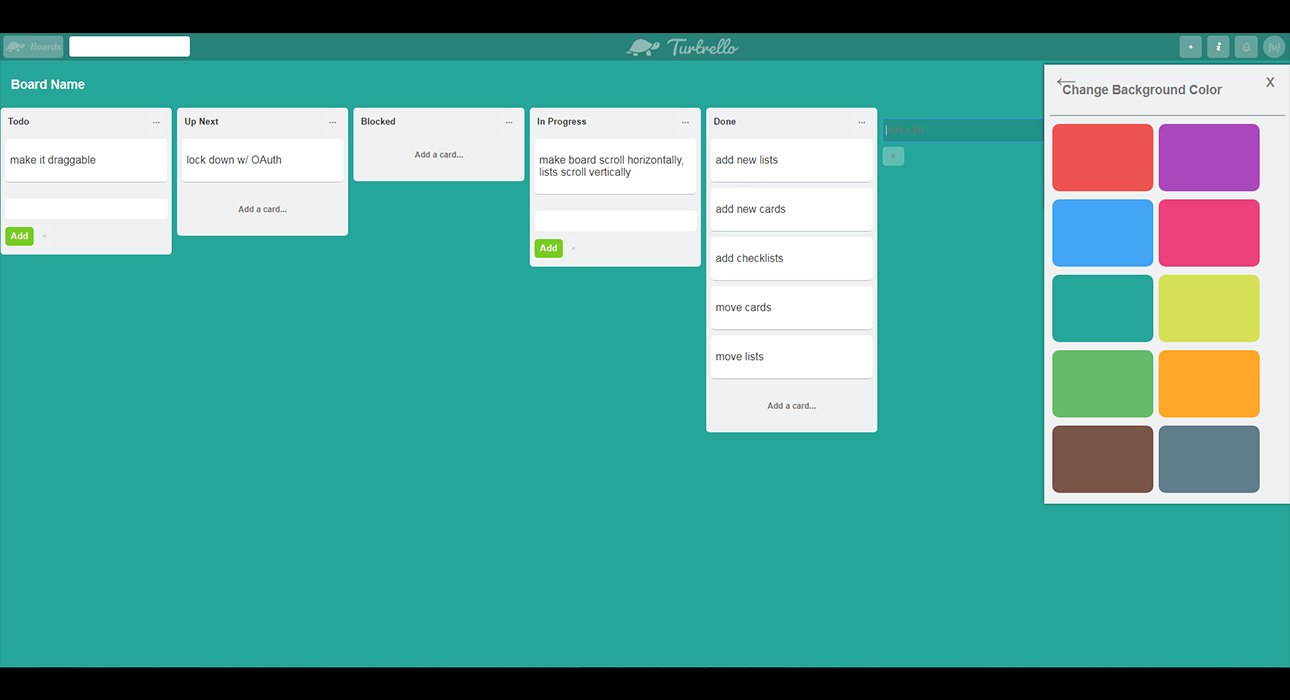 Boards
Turtrello
Board Name
Change Background Color
X
Todo
...
make it draggable
Add
×
Up Next
...
lock down w/ OAuth
Add a card...
Blocked
...
Add a card...
In Progress
...
make board scroll horizontally,
lists scroll vertically
Add
×
Done
...
add new lists
add new cards
add checklists
move cards
move lists
Add a card...